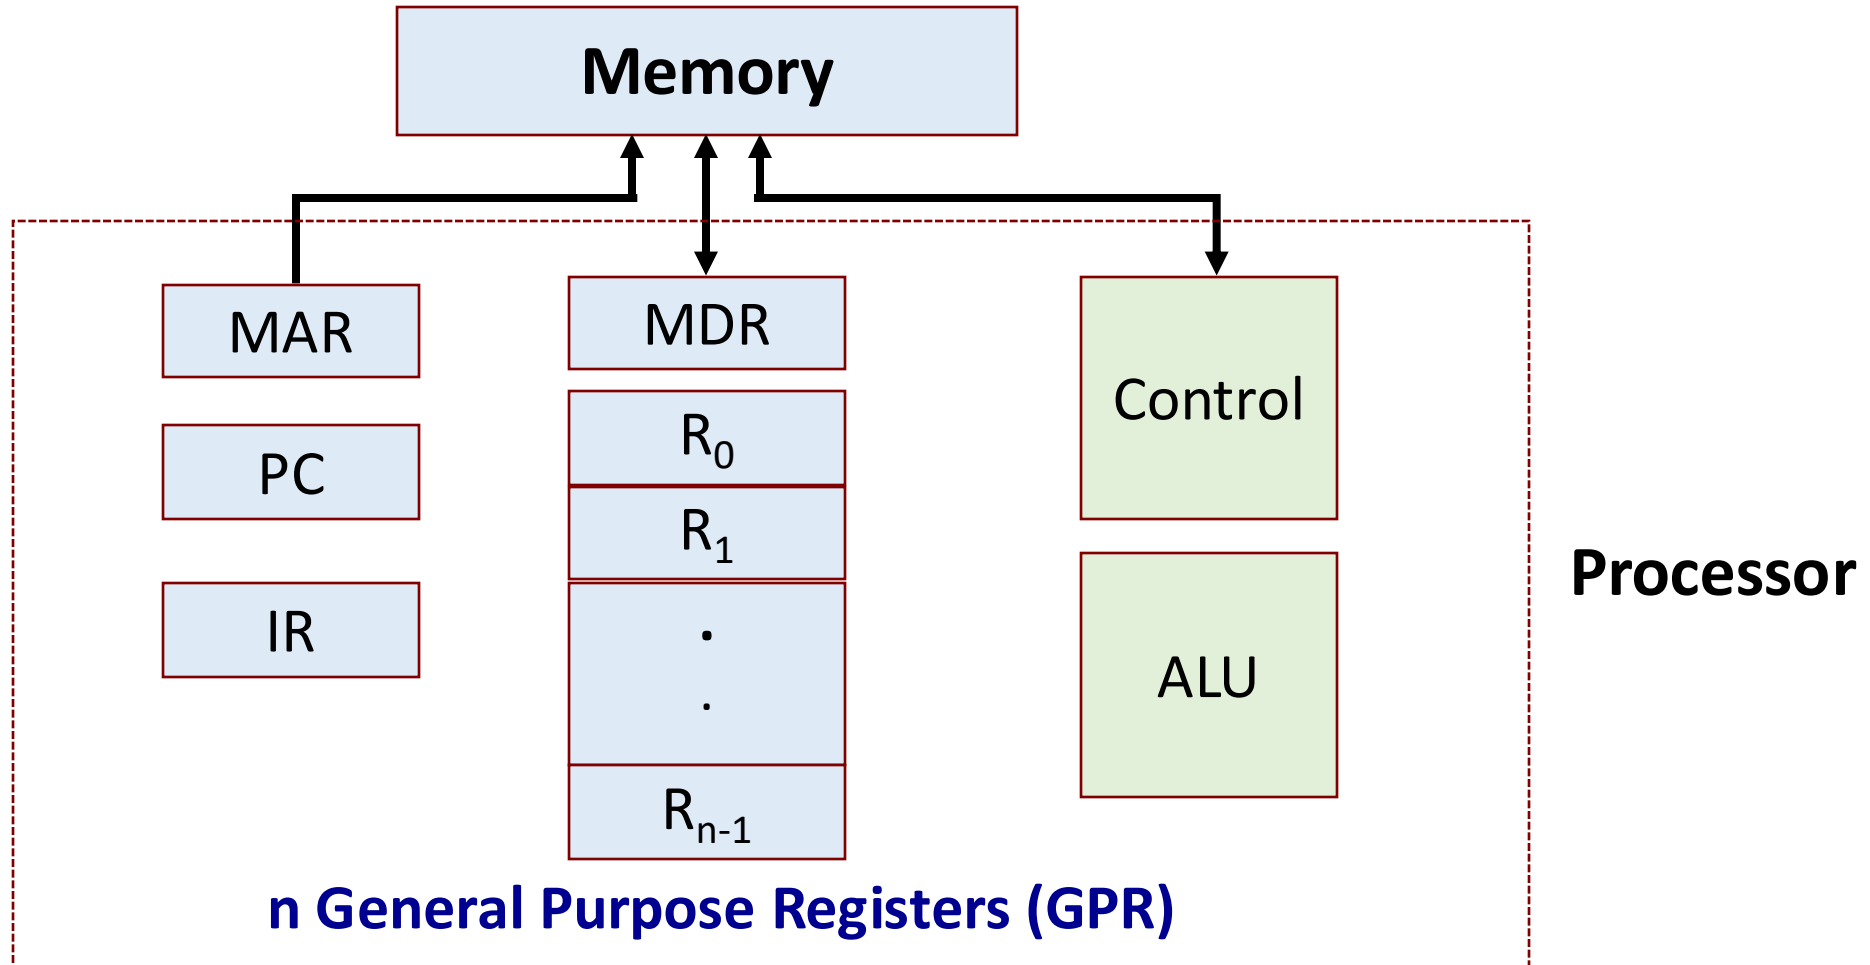 Memory
MAR
MDR
Control
PC
R0
R1
IR
.
.
ALU
Rn-1
Processor
n General Purpose Registers (GPR)